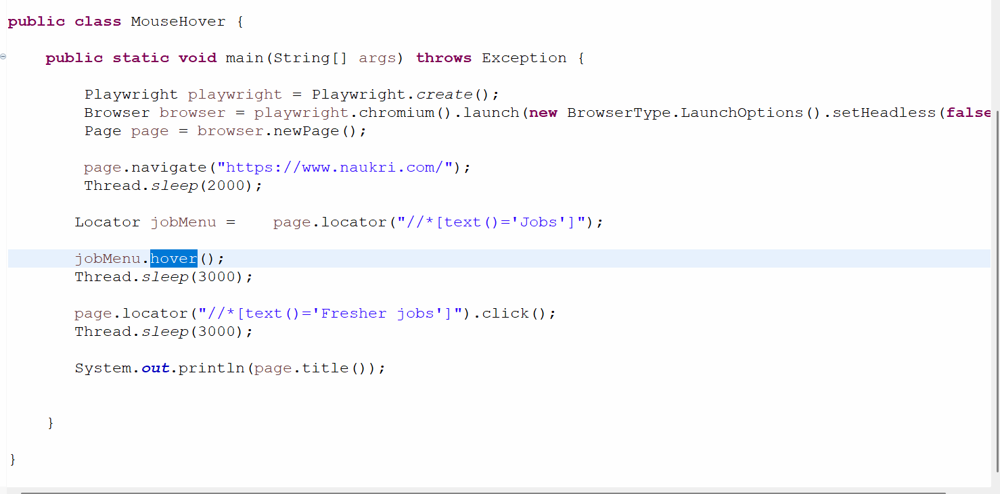 public class MouseHover {
public static void main(String[] args) throws Exception {
Playwright playwright = Playwright.create();
Browser browser = playwright.chromium().launch(new BrowserType.LaunchOptions().setHeadless(false
Page page = browser.newPage();
page.navigate("https://www.naukri.com/");
Thread.sleep(2000);
Locator jobMenu =    page.locator("//*[text()='Jobs']");
jobMenu.hover();
Thread.sleep(3000);
page.locator("//*[text()='Fresher jobs']").click();
Thread.sleep(3000);
System.out.println(page.title());
}
}